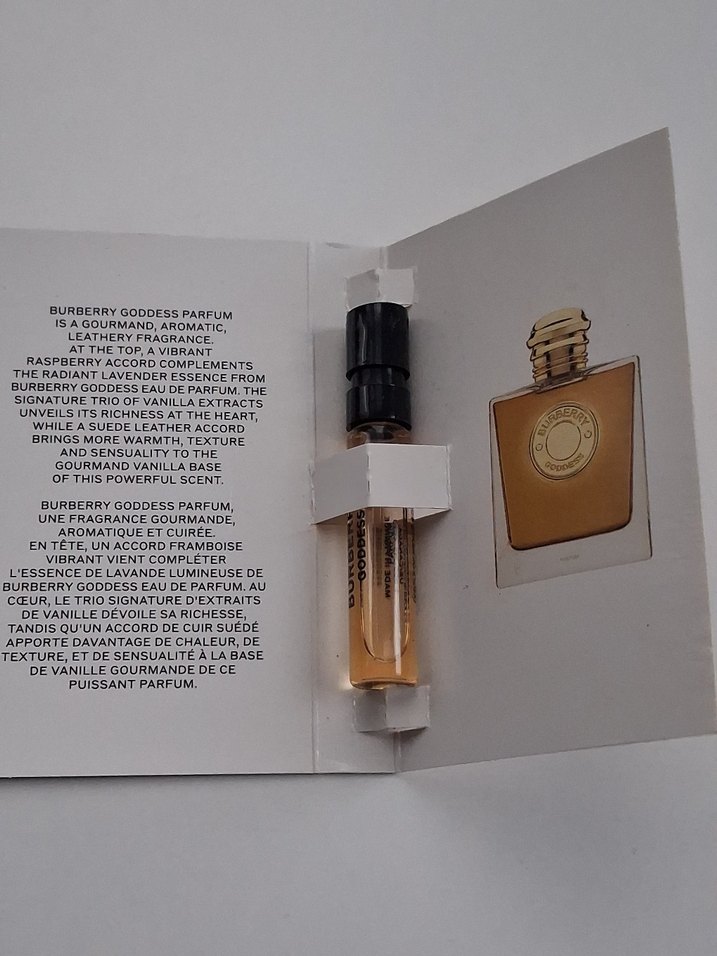 BURBERRY GODDESS PARFUM
IS A GOURMAND, AROMATIC,
LEATHERY FRAGRANCE.
AT THE TOP, A VIBRANT
RASPBERRY ACCORD COMPLEMENTS
THE RADIANT LAVENDER ESSENCE FROM
BURBERRY GODDESS EAU DE PARFUM. THE
SIGNATURE TRIO OF VANILLA EXTRACTS
UNVEILS ITS RICHNESS AT THE HEART,
WHILE A SUEDE LEATHER ACCORD
BRINGS MORE WARMTH, TEXTURE
AND SENSUALITY TO THE
GOURMAND VANILLA BASE
OF THIS POWERFUL SCENT.
BURBERRY GODDESS PARFUM,
UNE FRAGRANCE GOURMANDE,
AROMATIQUE ET CUIRÉE.
EN TÊTE, UN ACCORD FRAMBOISE
VIBRANT VIENT COMPLÉTER
L'ESSENCE DE LAVANDE LUMINEUSE DE
BURBERRY GODDESS EAU DE PARFUM. AU
CŒUR, LE TRIO SIGNATURE D'EXTRAITS
DE VANILLE DÉVOILE SA RICHESSE,
TANDIS QU'UN ACCORD DE CUIR SUÉDÉ
APPORTE DAVANTAGE DE CHALEUR, DE
TEXTURE, ET DE SENSUALITÉ À LA BASE
DE VANILLE GOURMANDE DE CE
PUISSANT PARFUM.
GODDESS
BURBERRY
GODDESS